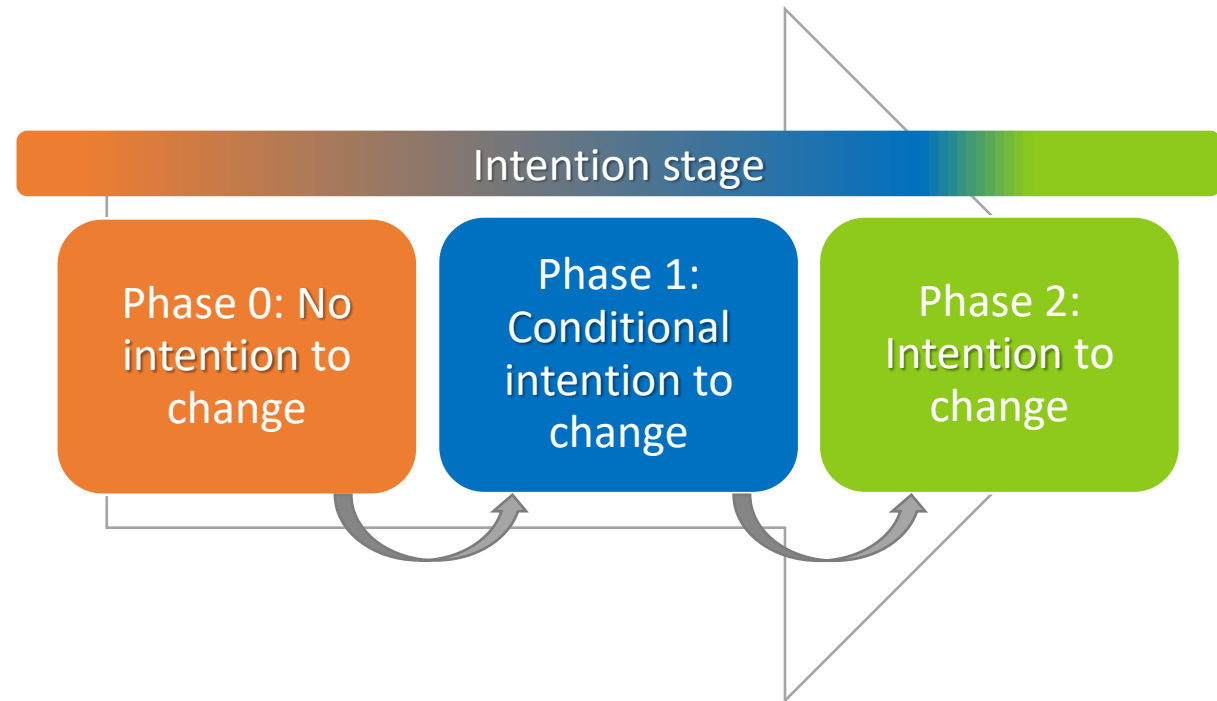 Intention stage
Phase 0: No
intention to
change
Phase 1:
Conditional
intention to
change
Phase 2:
Intention to
change